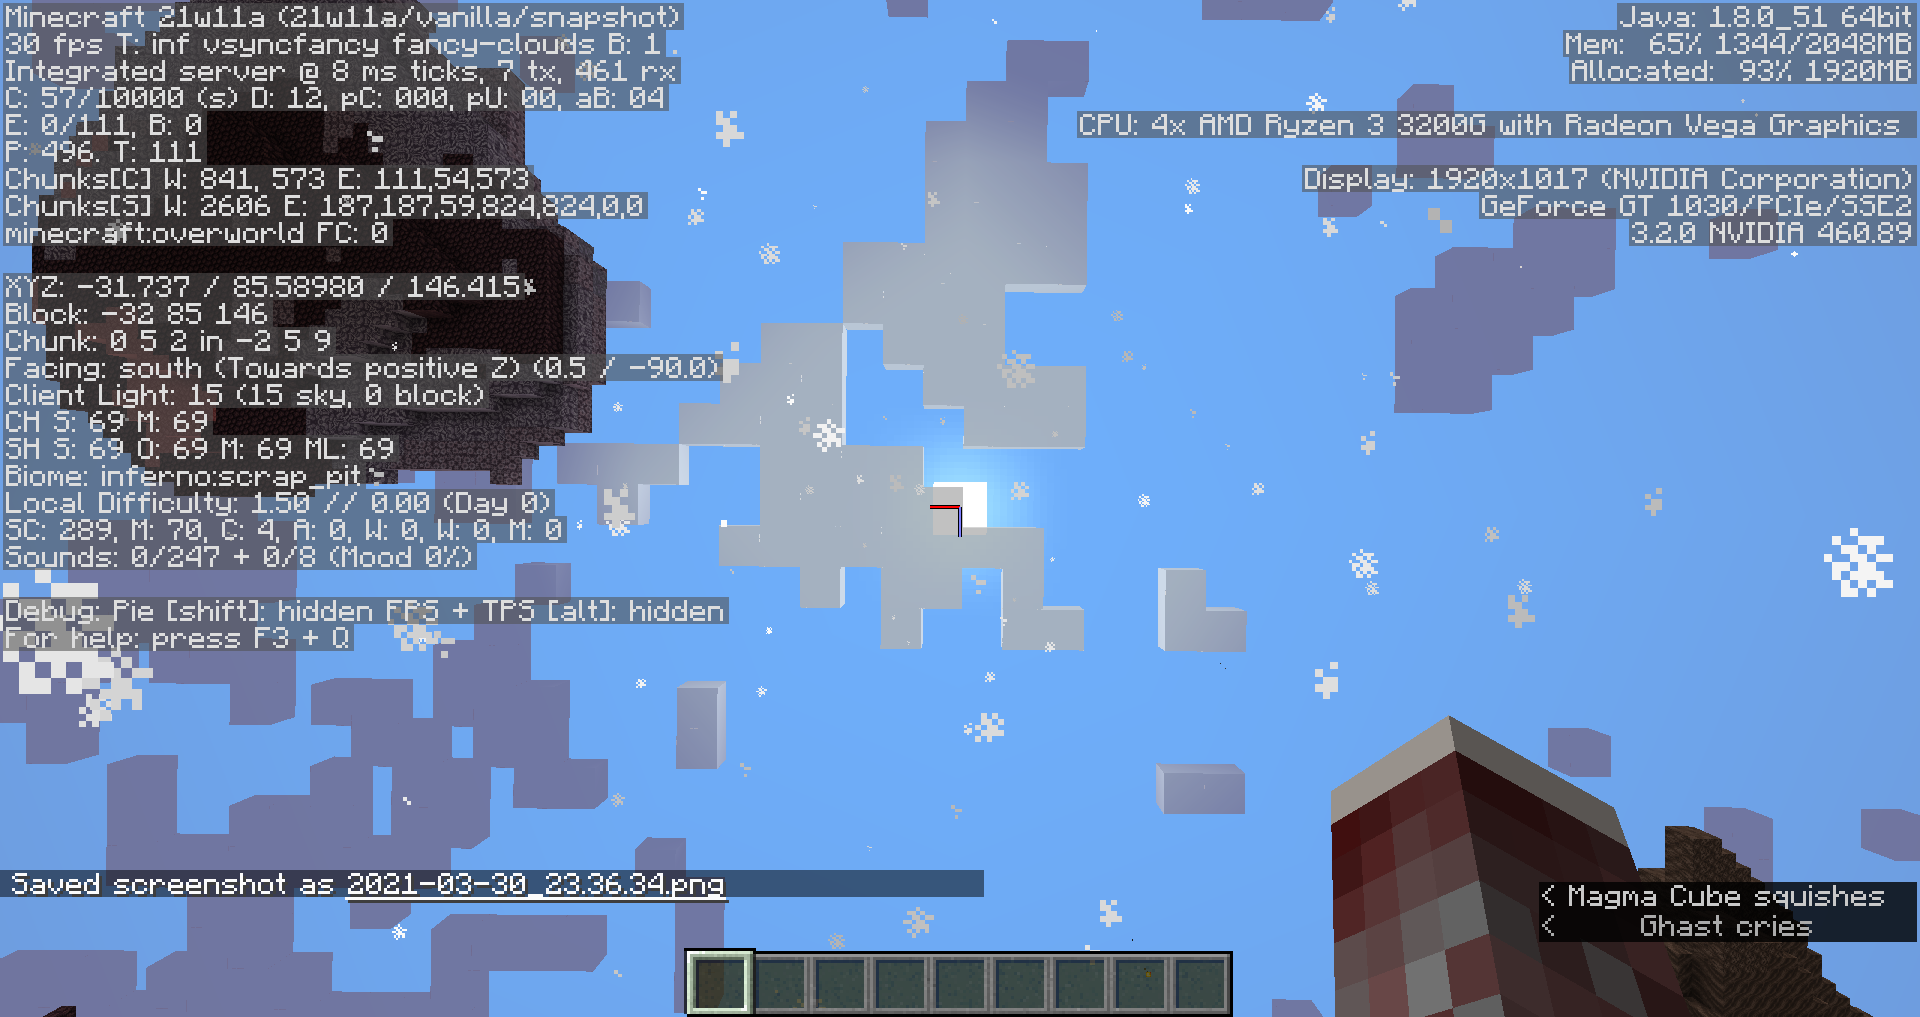 Minecraft 21w11a (21w11a/vanilla/snapshot)
30 fps T: inf vsyncfancy fancy-clouds B: 1
Integrated server @ 8 ms ticks, 7 tx, 461 rx
C: 57/10000 (s) D: 12, pC: 000, pU: 00, aB: 04
E: 0/111, B: 0
P: 496. T: 111
Chunks[C] W: 841, 573 E: 111,54,573
Chunks[S] W: 2606 E: 187,187,59,824,824,0,0
minecraft:overworld FC: 0
XYZ: -31.737 / 85.58980 / 146.415
Block: -32 85 146
Chunk: 0 5 2 in -2 5 9
Facing: south (Towards positive Z) (0.5 / -90.0)
Client Light: 15 (15 sky, 0 block)
CH S: 69 M: 69
SH S: 69 O: 69 M: 69 ML: 69
Biome: inferno:scrap_pit
Local Difficulty: 1.50 // 0.00 (Day 0)
SC: 289, M: 70, C: 4, A: 0, W: 0, W: 0, M: 0
Sounds: 0/247 + 0/8 (Mood 0%)
Debug: Pie [shift]: hidden FPS + TPS [alt]: hidden
For help: press F3 + Q
Java: 1.8.0_51 64bit
Mem: 65% 1344/2048MB
Allocated: 93% 1920MB
CPU: 4x AMD Ryzen 3 3200G with Radeon Vega Graphics
Display: 1920x1017 (NVIDIA Corporation)
GeForce GT 1030/PCIe/SSE2
3.2.0 NVIDIA 460.89
Saved screenshot as 2021-03-30_23.36.34.png
< Magma Cube squishes
< Ghast cries